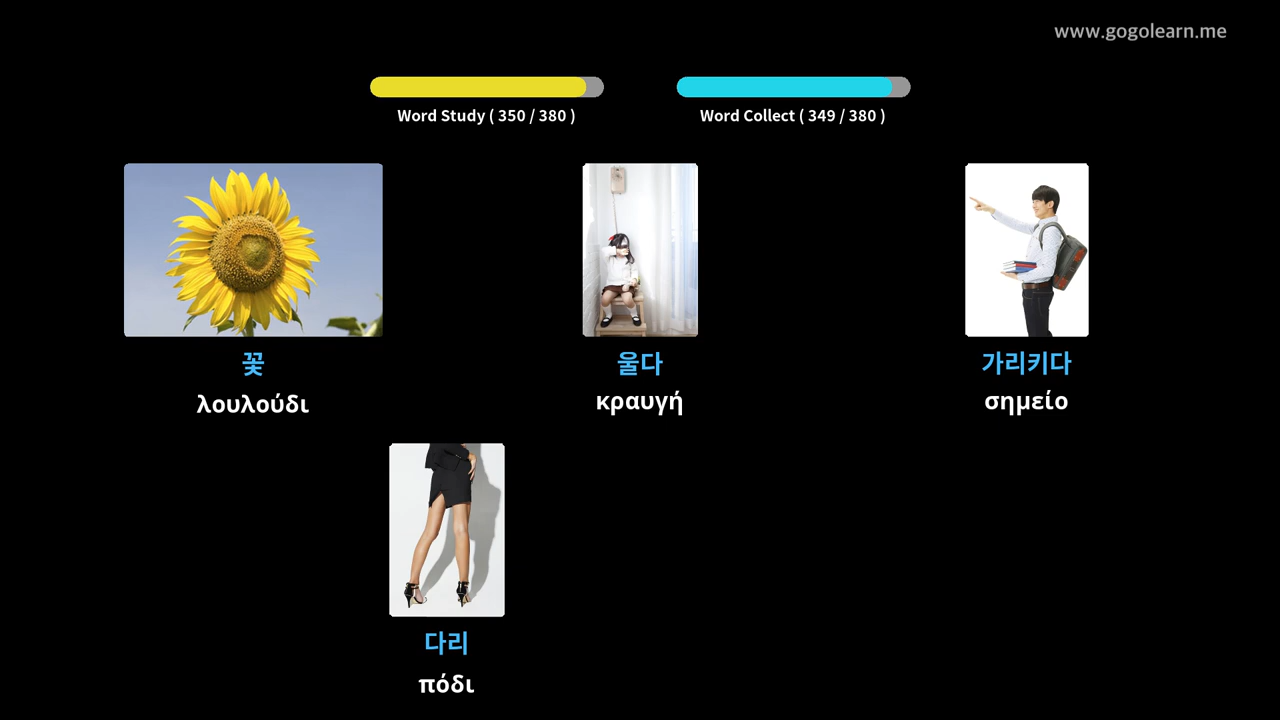 www.gogolearn.me
Word Study ( 350 / 380 )
Word Collect ( 349 / 380 )
꽃
λουλούδι
울다
κραυγή
가리키다
σημείο
다리
πόδι